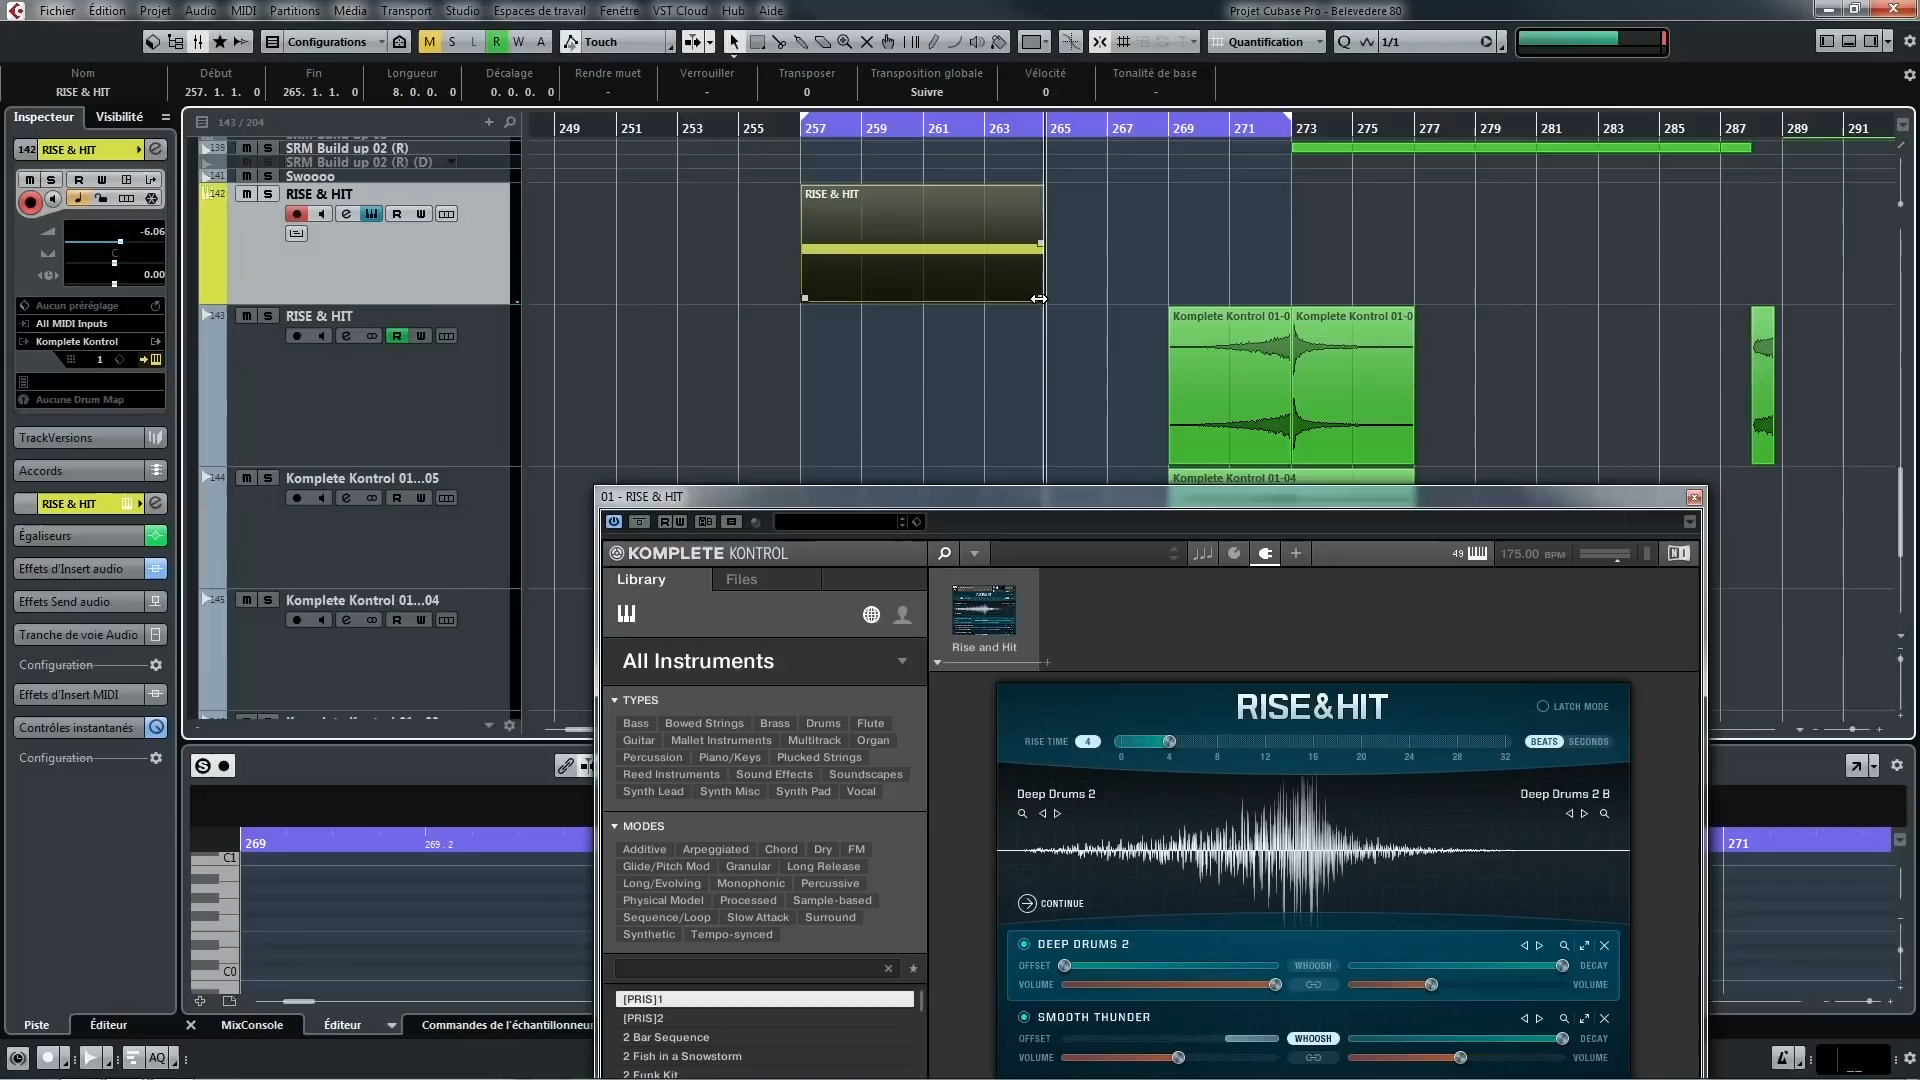 Fichier Édition Projet Audio MIDI Partitions Média Transport Studio Espaces de travail Fenêtre VST Cloud Hub Aide Projet Cubase Pro - Belevedere 80
Configurations M S L R W A Touch Quantification Q 1/1
Nom Début Fin Longueur Décalage Rendre muet Verrouiller Transposer Transposition globale Vélocité Tonalité de base
RISE & HIT 257. 1. 1. 0 265. 1. 1. 0 8. 0. 0. 0 0. 0. 0. 0 - - 0 Suivre 0 -
Inspecteur Visibilité
143 / 204
249 251 253 255 257 259 261 263 265 267 269 271 273 275 277 279 281 283 285 287 289 291
142 RISE & HIT
139 m S SRM Build up 02 (R)
SRM Build up 02 (R) (D)
141 m S Swoooo
142 m S RISE & HIT
R W
RISE & HIT
m S R W
-6.06
C
0.00
Aucun préréglage
All MIDI Inputs
Komplete Kontrol
1
Aucune Drum Map
143 m S RISE & HIT
R W
Komplete Kontrol 01-0 Komplete Kontrol 01-0
TrackVersions
Accords
RISE & HIT
Égaliseurs
Effets d'Insert audio
Effets Send audio
Tranche de voie Audio
Configuration
Effets d'Insert MIDI
Contrôles instantanés
Configuration
144 m S Komplete Kontrol 01...05
R W
Komplete Kontrol 01-04
145 m S Komplete Kontrol 01...04
R W
01 - RISE & HIT
R W
KOMPLETE KONTROL
49 175.00 BPM
Library Files
Rise and Hit
All Instruments
TYPES
Bass Bowed Strings Brass Drums Flute
Guitar Mallet Instruments Multitrack Organ
Percussion Piano/Keys Plucked Strings
Reed Instruments Sound Effects Soundscapes
Synth Lead Synth Misc Synth Pad Vocal
MODES
Additive Arpeggiated Chord Dry FM
Glide/Pitch Mod Granular Long Release
Long/Evolving Monophonic Percussive
Physical Model Processed Sample-based
Sequence/Loop Slow Attack Surround
Synthetic Tempo-synced
[PRIS]1
[PRIS]2
2 Bar Sequence
2 Fish in a Snowstorm
2 Funk Kit
RISE&HIT
LATCH MODE
RISE TIME 4 BEATS SECONDS
0 4 8 12 16 20 24 28 32
Deep Drums 2 Deep Drums 2 B
CONTINUE
DEEP DRUMS 2
OFFSET WHOOSH DECAY
VOLUME VOLUME
SMOOTH THUNDER
OFFSET WHOOSH DECAY
VOLUME VOLUME
269 269 . 2 271
C1
C0
Piste Éditeur MixConsole Éditeur Commandes de l'échantillonneur
AQ